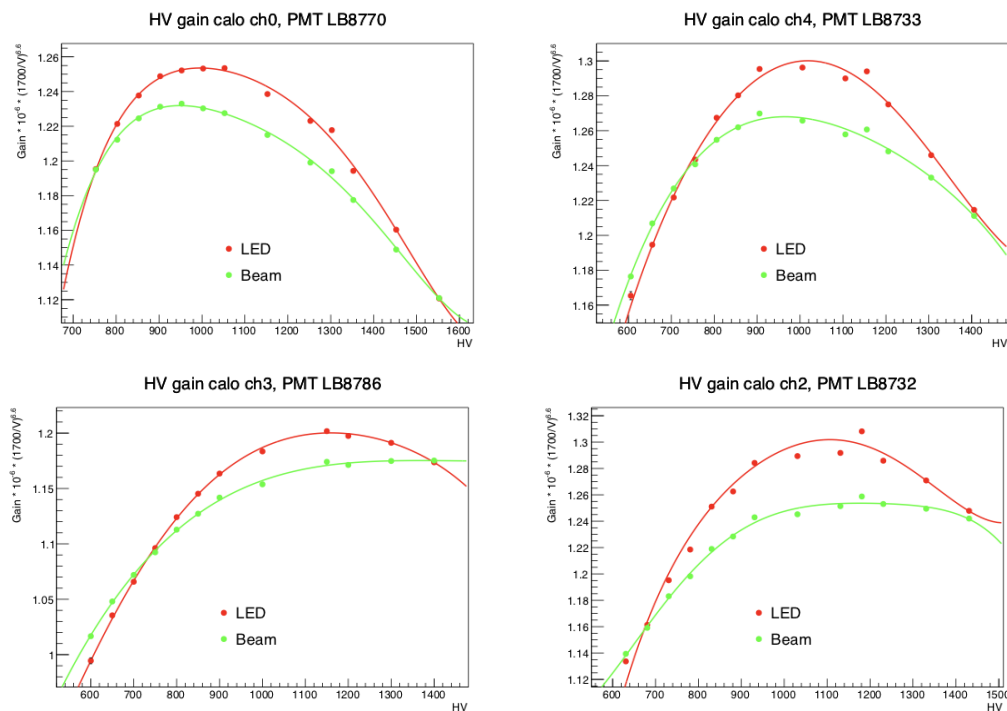 HV gain calo ch0, PMT LB8770
Gain * 10⁻⁶ * (1700/V)⁶·⁶
1.26
1.24
1.22
1.2
1.18
1.16
1.14
1.12
LED
Beam
700 800 900 1000 1100 1200 1300 1400 1500 1600
HV
HV gain calo ch4, PMT LB8733
Gain * 10⁻⁶ * (1700/V)⁶·⁶
1.3
1.28
1.26
1.24
1.22
1.2
1.18
1.16
LED
Beam
600 700 800 900 1000 1100 1200 1300 1400
HV
HV gain calo ch3, PMT LB8786
Gain * 10⁻⁶ * (1700/V)⁶·⁶
1.2
1.15
1.1
1.05
1
LED
Beam
600 700 800 900 1000 1100 1200 1300 1400
HV
HV gain calo ch2, PMT LB8732
Gain * 10⁻⁶ * (1700/V)⁶·⁶
1.32
1.3
1.28
1.26
1.24
1.22
1.2
1.18
1.16
1.14
1.12
LED
Beam
600 700 800 900 1000 1100 1200 1300 1400 1500
HV